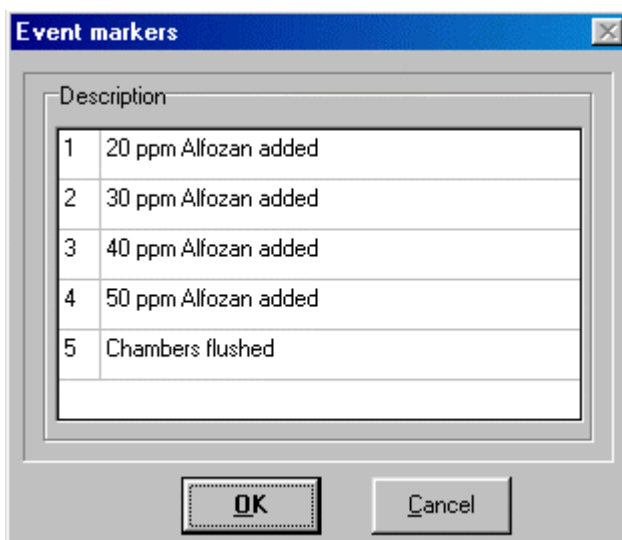 Event markers
Description
1 20 ppm Alfozan added
2 30 ppm Alfozan added
3 40 ppm Alfozan added
4 50 ppm Alfozan added
5 Chambers flushed
OK Cancel